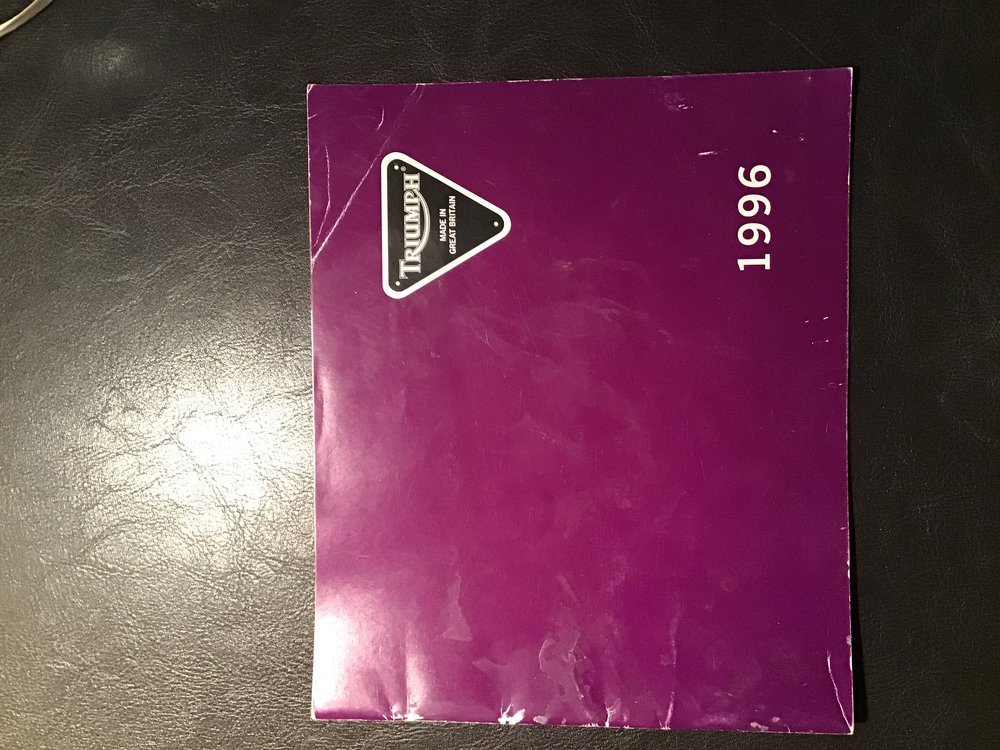 TRIUMPH®
MADE IN
GREAT BRITAIN
1996